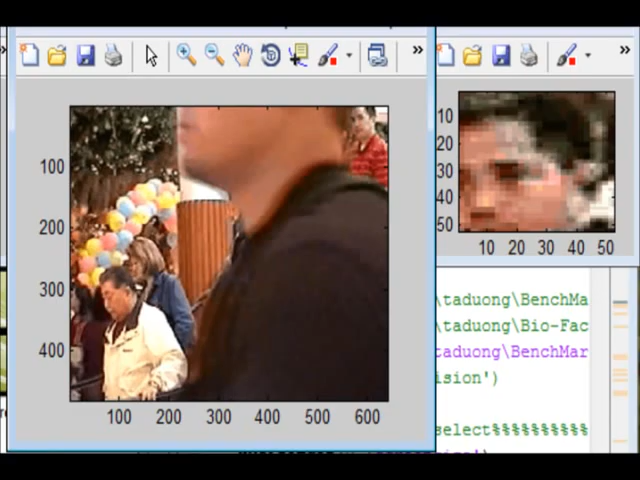 »
»
»
100
200
300
400
100 200 300 400 500 600
10
20
30
40
50
10 20 30 40 50
\taduong\BenchMa
\taduong\Bio-Fac
taduong\BenchMar
ision')
select%%%%%%%%%%